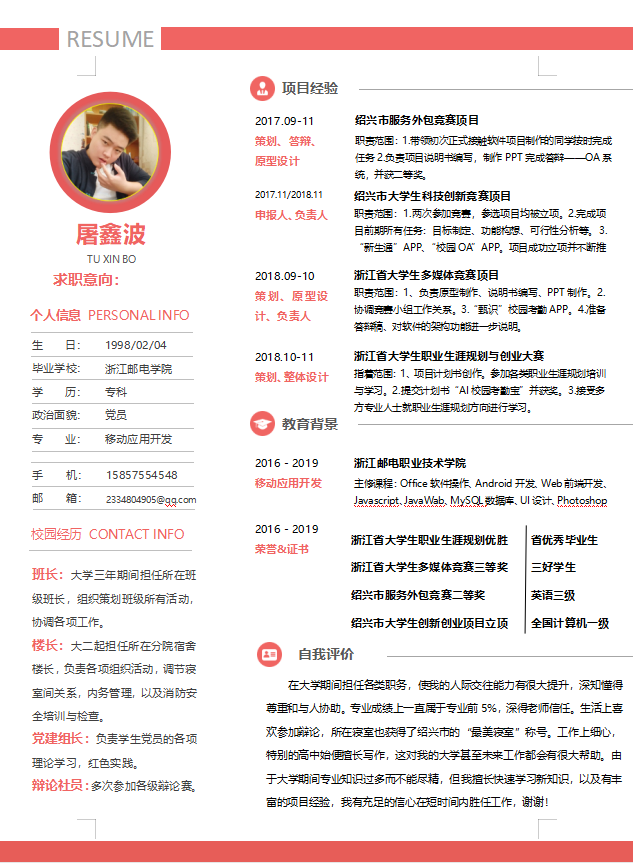 RESUME
屠鑫波
TU XIN BO
求职意向:
个人信息 PERSONAL INFO
生 日: 1998/02/04
毕业学校: 浙江邮电学院
学 历: 专科
政治面貌: 党员
专 业: 移动应用开发
手 机: 15857554548
邮 箱: 2334804905@qq.com
校园经历 CONTACT INFO
班长: 大学三年期间担任所在班
级班长，组织策划班级所有活动，
协调各项工作。
楼长: 大二起担任所在分院宿舍
楼长，负责各项组织活动，调节寝
室间关系，内务管理，以及消防安
全培训与检查。
党建组长: 负责学生党员的各项
理论学习，红色实践。
辩论社员: 多次参加各级辩论赛。
项目经验
2017.09-11 绍兴市服务外包竞赛项目
策划、答辩、
原型设计
职责范围: 1.带领初次正式接触软件项目制作的同学按时完成
任务 2.负责项目说明书编写，制作 PPT 完成答辩——OA 系
统，并获二等奖。
2017.11/2018.11 绍兴市大学生科技创新竞赛项目
申报人、负责人
职责范围: 1.两次参加竞赛，参选项目均被立项。2.完成项
目前期所有任务: 目标制定、功能构想、可行性分析等。3.
“新生通”APP、“校园 OA”APP。项目成功立项并不断推
2018.09-10 浙江省大学生多媒体竞赛项目
策划、原型设
计、负责人
职责范围: 1、负责原型制作、说明书编写、PPT 制作。2.
协调竞赛小组工作关系。3.“甄识”校园考勤 APP。4.准备
答辩稿、对软件的架构功能进一步说明。
2018.10-11 浙江省大学生职业生涯规划与创业大赛
策划、整体设计
指着范围: 1、项目计划书创作。参加各类职业生涯规划培训
与学习。2.提交计划书“AI 校园考勤宝”并获奖。3.接受多
方专业人士就职业生涯规划方向进行学习。
教育背景
2016 - 2019 浙江邮电职业技术学院
移动应用开发
主修课程: Office 软件操作、Android 开发、Web 前端开发、
Javascript、JavaWab、MySQL 数据库、UI 设计、Photoshop
2016 - 2019
荣誉&证书
浙江省大学生职业生涯规划优胜 省优秀毕业生
浙江省大学生多媒体竞赛三等奖 三好学生
绍兴市服务外包竞赛二等奖 英语三级
绍兴市大学生创新创业项目立项 全国计算机一级
自我评价
在大学期间担任各类职务，使我的人际交往能力有很大提升，深知懂得
尊重和与人协助。专业成绩上一直属于专业前 5%，深得老师信任。生活上喜
欢参加辩论，所在寝室也获得了绍兴市的“最美寝室”称号。工作上细心，
特别的高中始便擅长写作，这对我的大学甚至未来工作都会有很大帮助。由
于大学期间专业知识过多而不能尽精，但我擅长快速学习新知识，以及有丰
富的项目经验，我有充足的信心在短时间内胜任工作，谢谢！